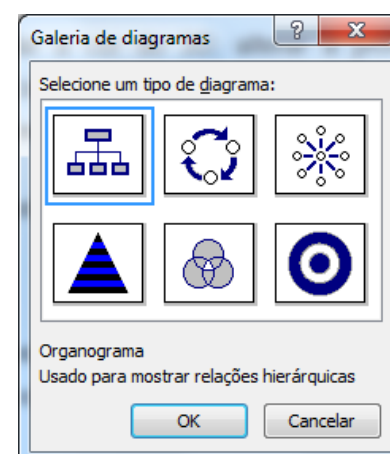 Galeria de diagramas
Selecione um tipo de diagrama:
Organograma
Usado para mostrar relações hierárquicas
OK
Cancelar